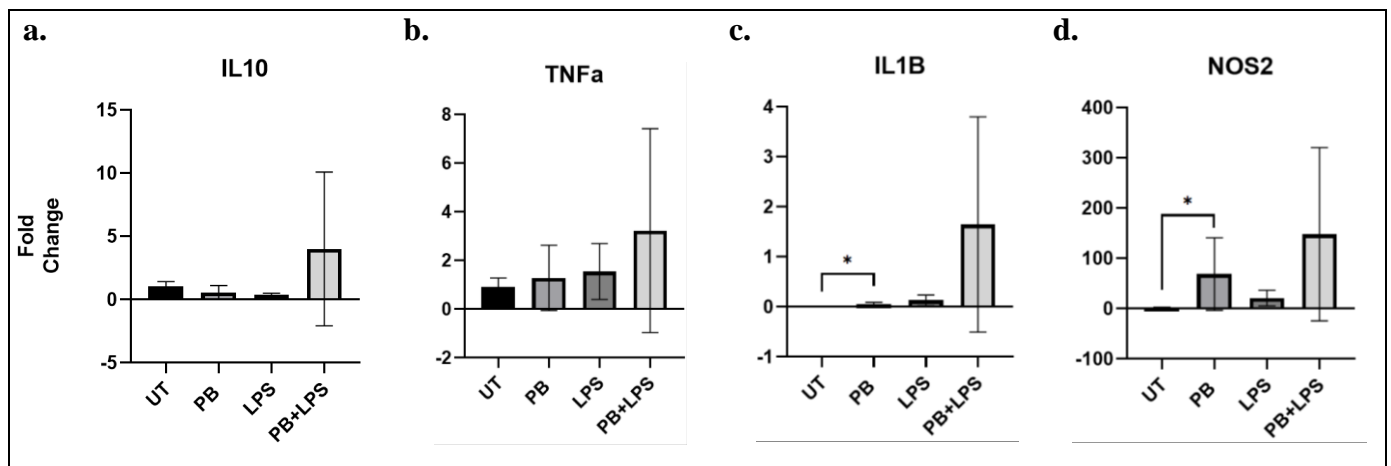 a.
IL10
Fold
Change
15
10
5
0
-5
UT
PB
LPS
PB+LPS
b.
TNFa
8
6
4
2
0
-2
UT
PB
LPS
PB+LPS
c.
IL1B
4
3
2
1
0
-1
*
UT
PB
LPS
PB+LPS
d.
NOS2
400
300
200
100
0
-100
*
UT
PB
LPS
PB+LPS